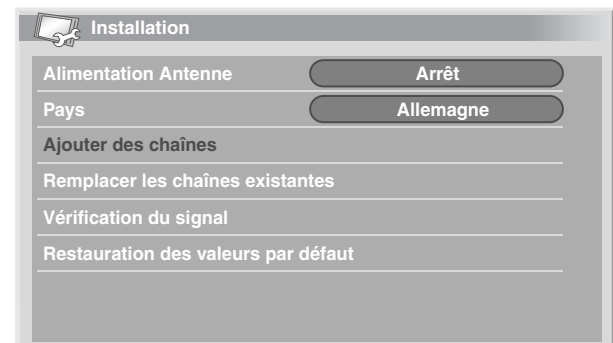 Installation
Alimentation Antenne Arrêt
Pays Allemagne
Ajouter des chaînes
Remplacer les chaînes existantes
Vérification du signal
Restauration des valeurs par défaut